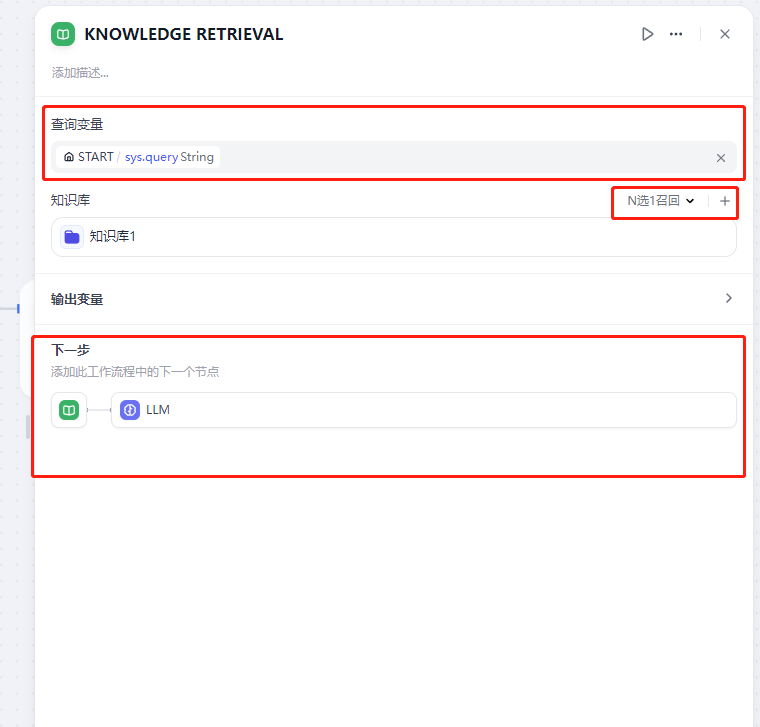 KNOWLEDGE RETRIEVAL
添加描述...
查询变量
START / sys.query String
知识库
N选1召回
知识库1
输出变量
下一步
添加此工作流程中的下一个节点
LLM